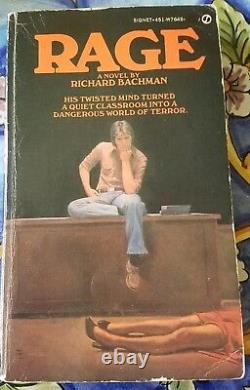 SIGNET•451-W7645•
RAGE
A NOVEL BY
RICHARD BACHMAN
HIS TWISTED MIND TURNED
A QUIET CLASSROOM INTO A
DANGEROUS WORLD OF TERROR.